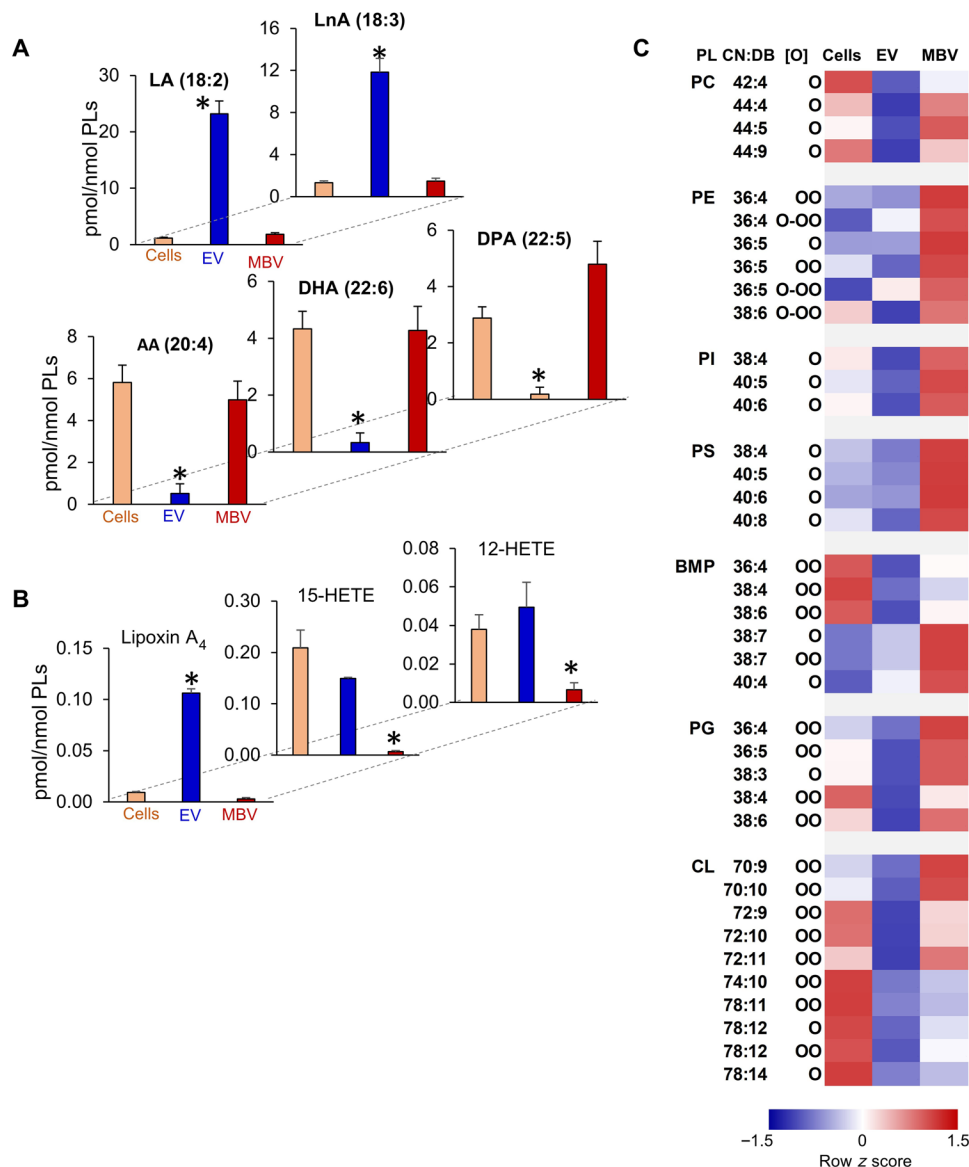 A
LA (18:2)
pmol/nmol PLs
30
20
10
0
Cells
EV
MBV
*
LnA (18:3)
16
12
8
4
0
*
AA (20:4)
pmol/nmol PLs
8
6
4
2
0
Cells
EV
MBV
*
DHA (22:6)
6
4
2
0
*
DPA (22:5)
6
4
2
0
*
B
Lipoxin A4
pmol/nmol PLs
0.15
0.10
0.05
0.00
Cells
EV
MBV
*
15-HETE
0.30
0.20
0.10
0.00
*
12-HETE
0.08
0.06
0.04
0.02
0.00
*
C
PL CN:DB [O] Cells EV MBV
PC 42:4 O
44:4 O
44:5 O
44:9 O
PE 36:4 OO
36:4 O-OO
36:5 O
36:5 OO
36:5 O-OO
38:6 O-OO
PI 38:4 O
40:5 O
40:6 O
PS 38:4 O
40:5 O
40:6 O
40:8 O
BMP 36:4 OO
38:4 OO
38:6 OO
38:7 O
38:7 OO
40:4 O
PG 36:4 OO
36:5 OO
38:3 O
38:4 OO
38:6 OO
CL 70:9 OO
70:10 OO
72:9 OO
72:10 OO
72:11 OO
74:10 OO
78:11 OO
78:12 O
78:12 OO
78:14 O
−1.5 0 1.5
Row z score